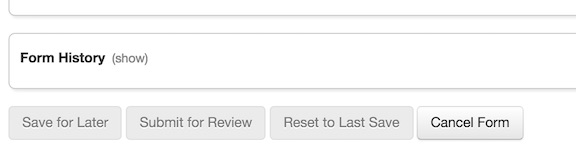 Form History (show)
Save for Later Submit for Review Reset to Last Save Cancel Form